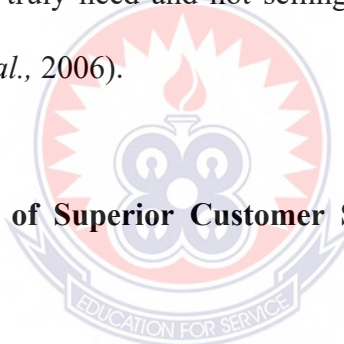 truly need and not selling
al., 2006).
of Superior Customer S
EDUCATION FOR SERVICE